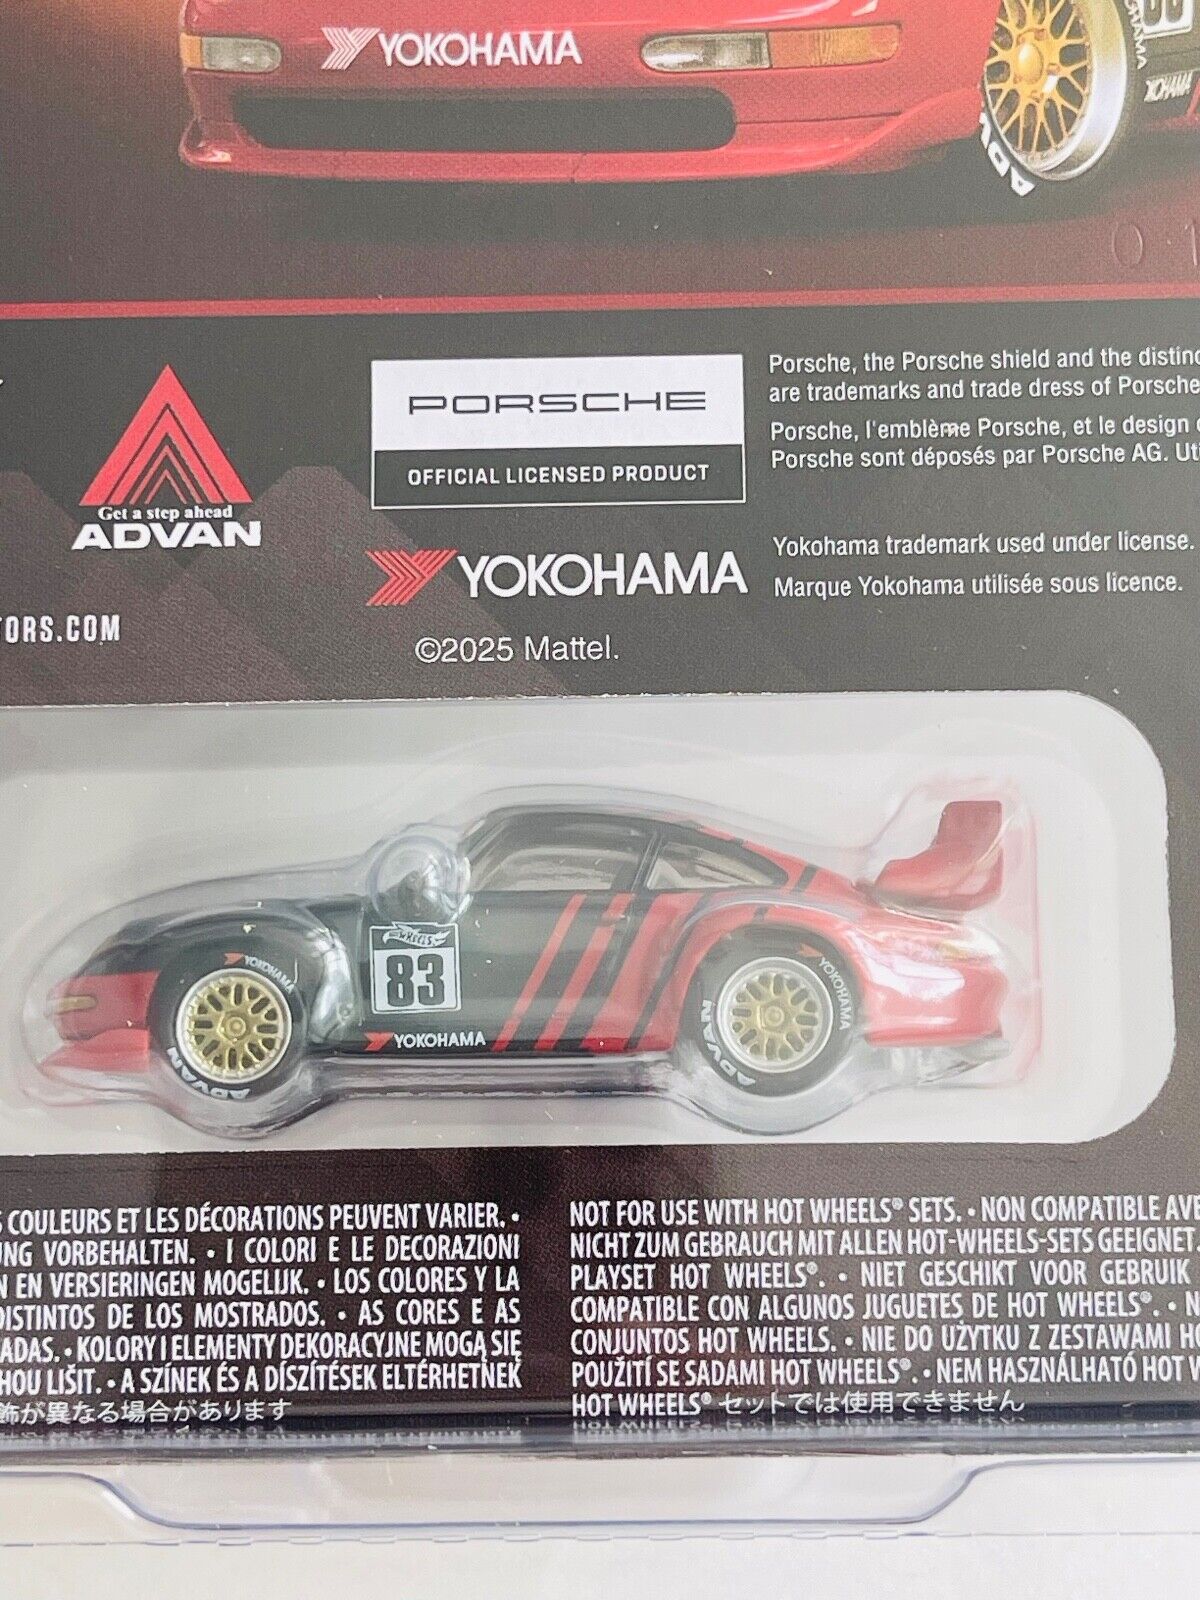 YOKOHAMA
ADVAN
YOKOHAMA
Get a step ahead
ADVAN
PORSCHE
OFFICIAL LICENSED PRODUCT
Porsche, the Porsche shield and the distinc
are trademarks and trade dress of Porsche
Porsche, l'emblème Porsche, et le design
Porsche sont déposés par Porsche AG. Uti
YOKOHAMA
Yokohama trademark used under license.
Marque Yokohama utilisée sous licence.
TORS.COM
©2025 Mattel.
HOT WHEELS
83
YOKOHAMA
ADVAN
YOKOHAMA
YOKOHAMA
ADVAN
S COULEURS ET LES DÉCORATIONS PEUVENT VARIER. •
UNG VORBEHALTEN. • I COLORI E LE DECORAZIONI
N EN VERSIERINGEN MOGELIJK. • LOS COLORES Y LA
DISTINTOS DE LOS MOSTRADOS. • AS CORES E AS
ADAS. • KOLORY I ELEMENTY DEKORACYJNE MOGĄ SIĘ
HOU LIŠIT. • A SZÍNEK ÉS A DÍSZÍTÉSEK ELTÉRHETNEK
飾が異なる場合があります
NOT FOR USE WITH HOT WHEELS® SETS. • NON COMPATIBLE AVE
NICHT ZUM GEBRAUCH MIT ALLEN HOT-WHEELS-SETS GEEIGNET.
PLAYSET HOT WHEELS®. • NIET GESCHIKT VOOR GEBRUIK
COMPATIBLE CON ALGUNOS JUGUETES DE HOT WHEELS®. • N
CONJUNTOS HOT WHEELS. • NIE DO UŻYTKU Z ZESTAWAMI H
POUŽITÍ SE SADAMI HOT WHEELS®. • NEM HASZNÁLHATÓ HOT W
HOT WHEELS® セットでは使用できません